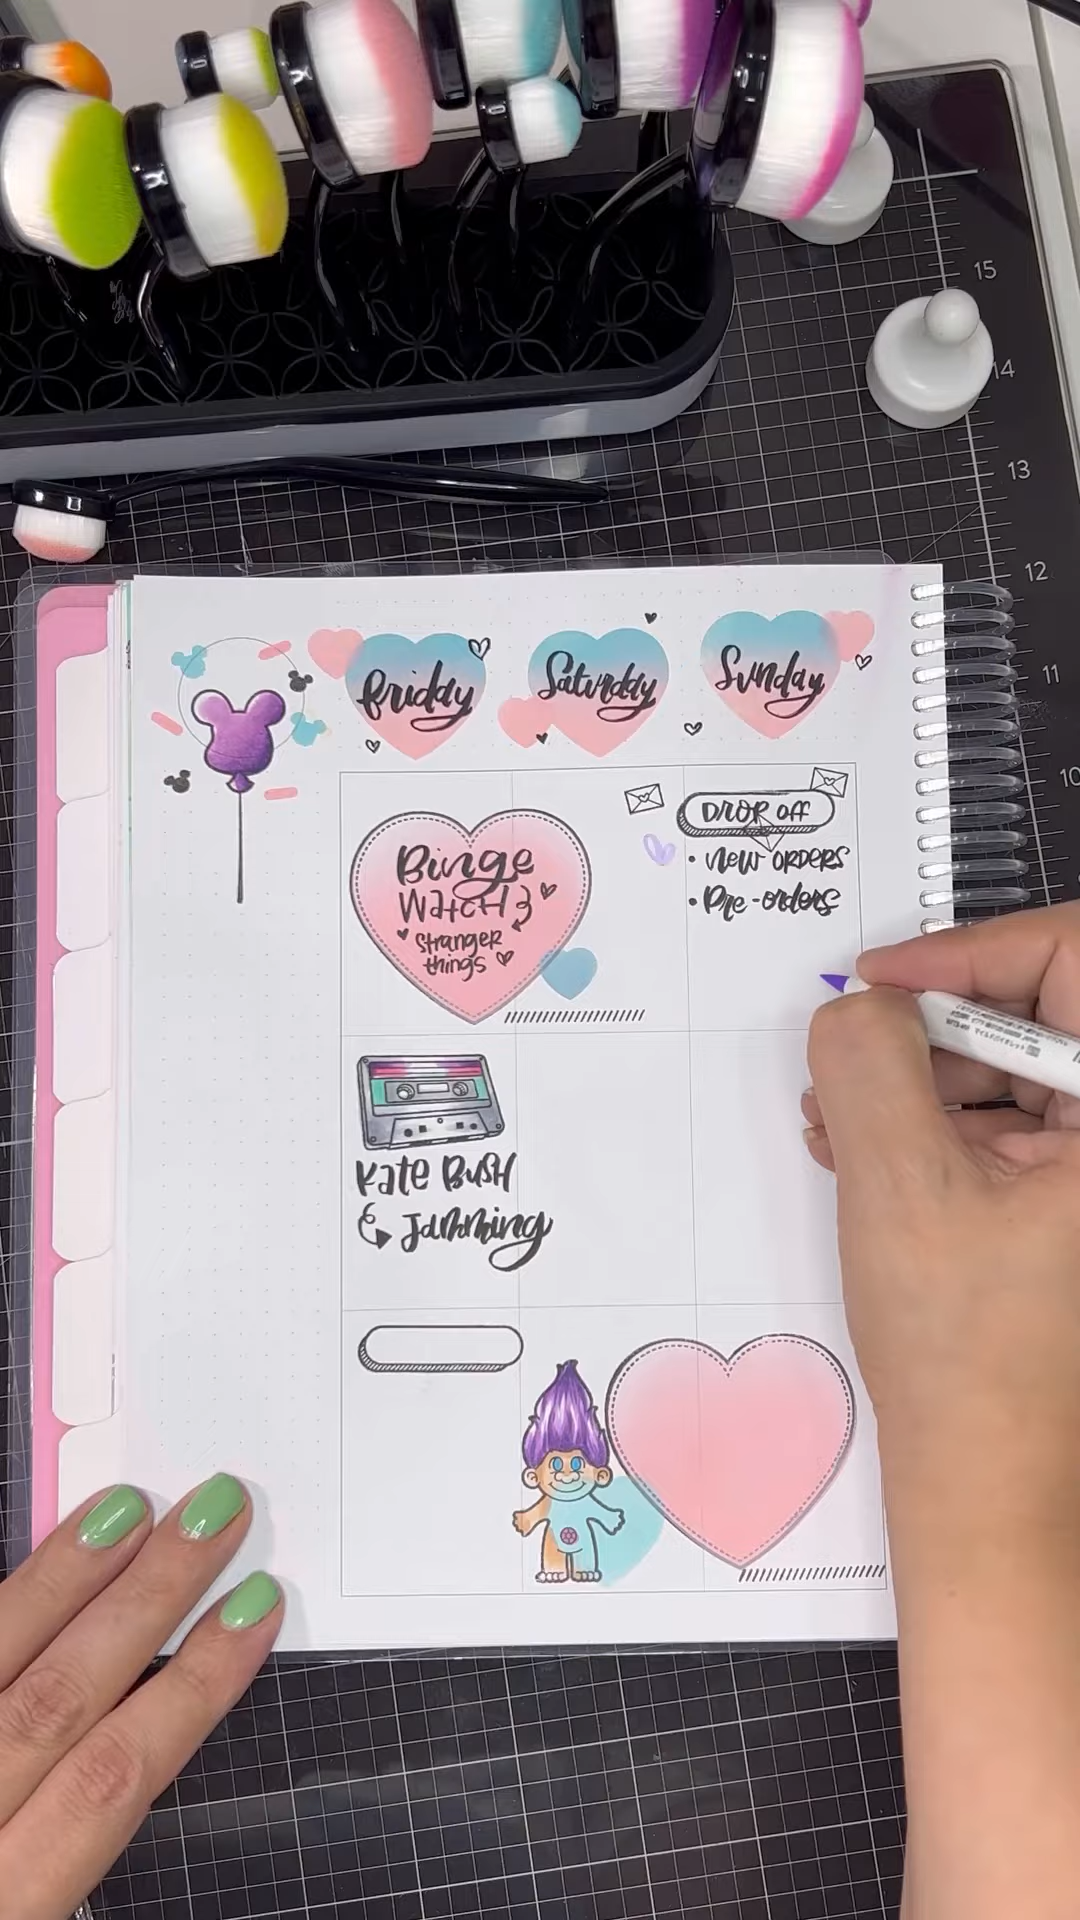 15
14
13
12
11
10
Friday
Saturday
Sunday
Binge
Watch
Stranger
things
DROP off
• New ORDERS
• Pre-orders
Kate Bush
Jamming